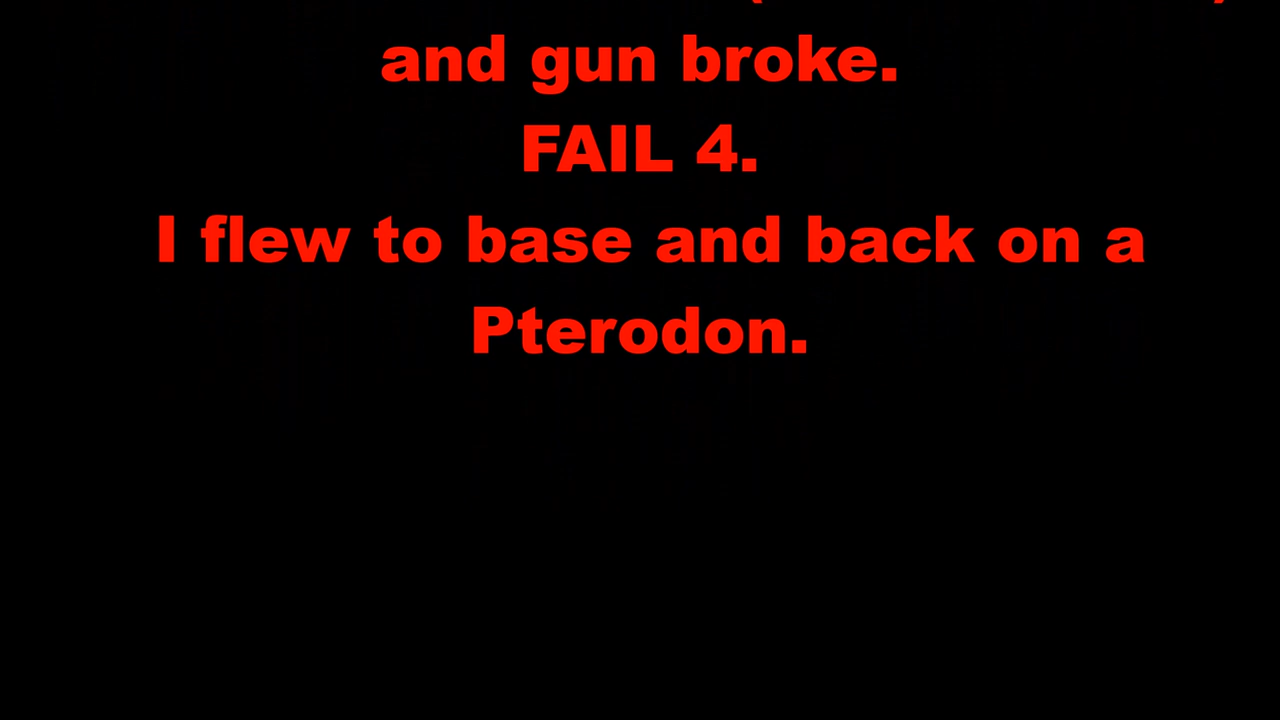 and gun broke.
FAIL 4.
I flew to base and back on a
Pterodon.